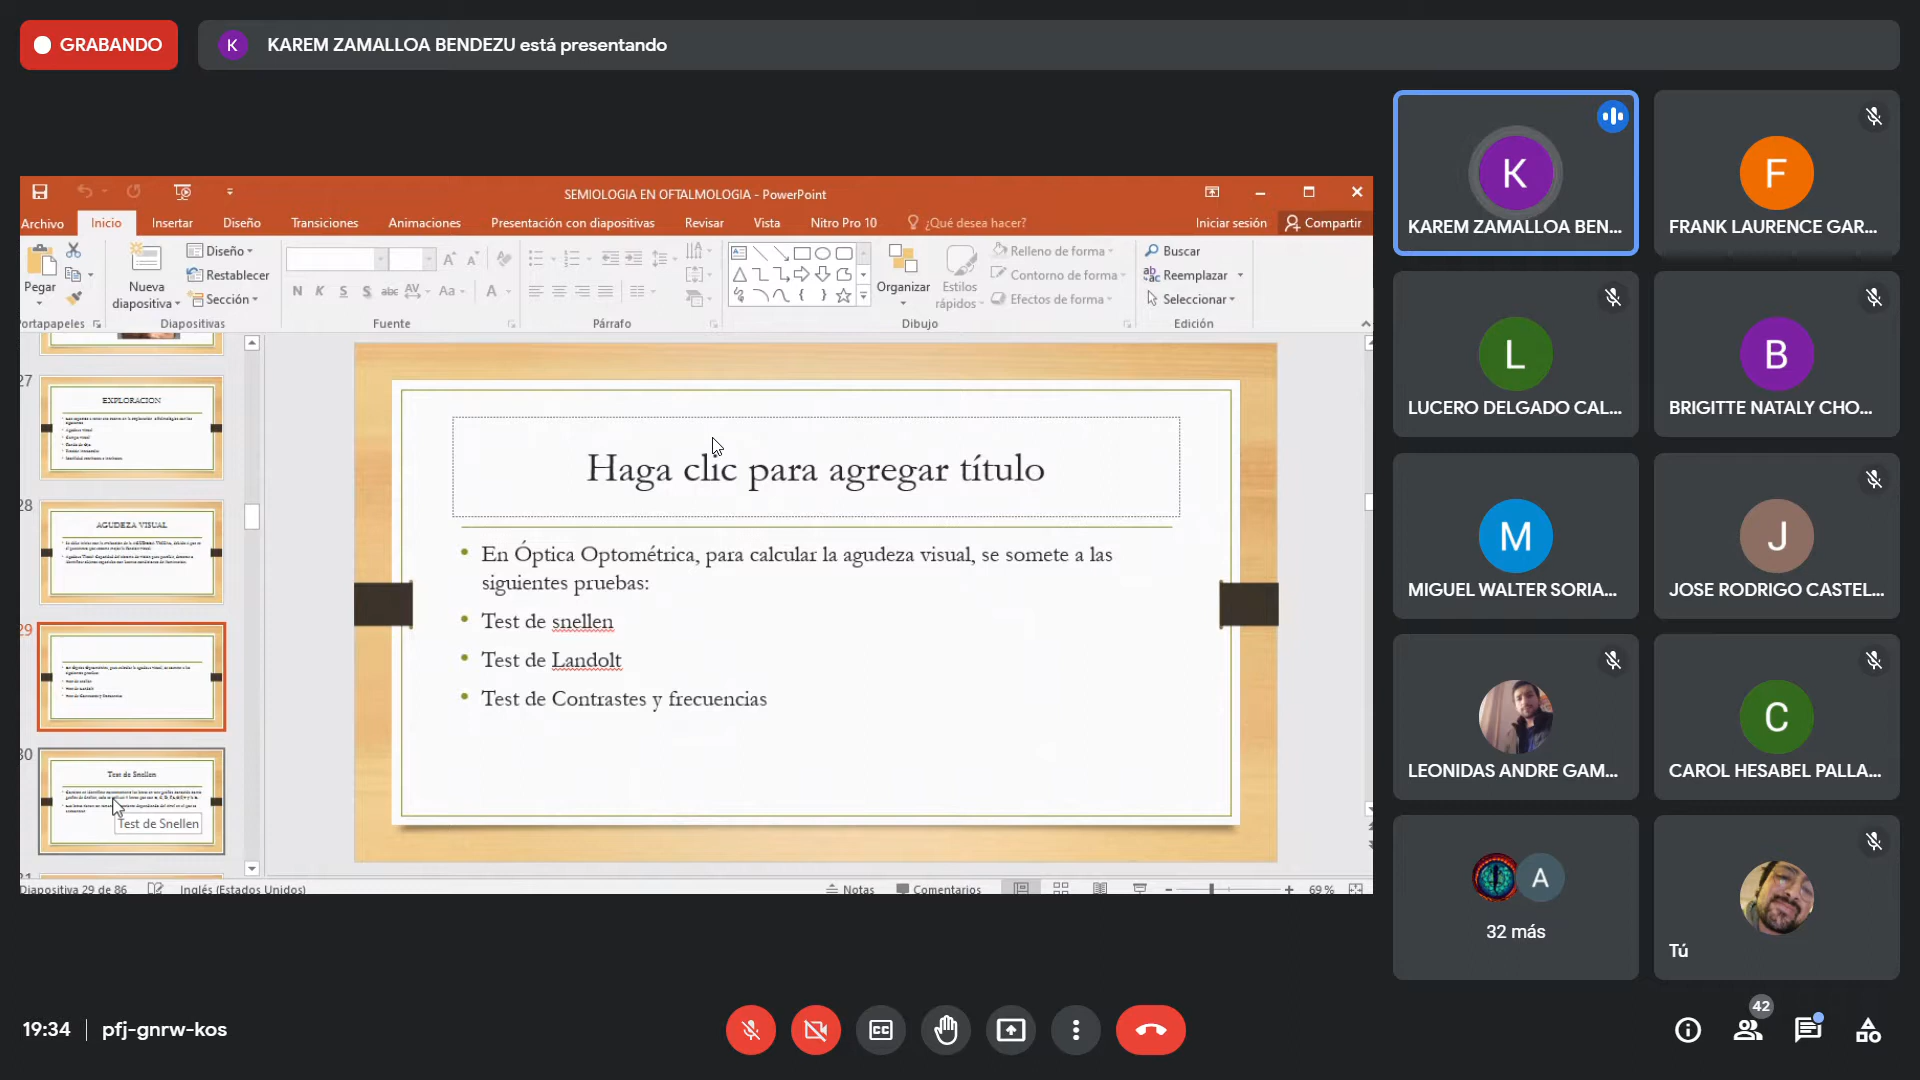 GRABANDO
K
KAREM ZAMALLOA BENDEZU está presentando
SEMIOLOGIA EN OFTALMOLOGIA - PowerPoint
Archivo Inicio Insertar Diseño Transiciones Animaciones Presentación con diapositivas Revisar Vista Nitro Pro 10 ¿Qué desea hacer? Iniciar sesión Compartir
Pegar
Nueva
diapositiva
Diseño
Restablecer
Sección
N K S S abc AV Aa A
Organizar
Estilos
rápidos
Relleno de forma
Contorno de forma
Efectos de forma
Buscar
Reemplazar
Seleccionar
ortapapeles Diapositivas Fuente Párrafo Dibujo Edición
27
EXPLORACION
28
AGUDEZA VISUAL
29
30
Test de Snellen
Test de Snellen
Haga clic para agregar título
• En Óptica Optométrica, para calcular la agudeza visual, se somete a las
siguientes pruebas:
• Test de snellen
• Test de Landolt
• Test de Contrastes y frecuencias
Diapositiva 29 de 86 Inglés (Estados Unidos) Notas Comentarios 69 %
K
KAREM ZAMALLOA BEN...
F
FRANK LAURENCE GAR...
L
LUCERO DELGADO CAL...
B
BRIGITTE NATALY CHO...
M
MIGUEL WALTER SORIA...
J
JOSE RODRIGO CASTEL...
LEONIDAS ANDRE GAM...
C
CAROL HESABEL PALLA...
A
32 más
Tú
19:34 | pfj-gnrw-kos
CC
42